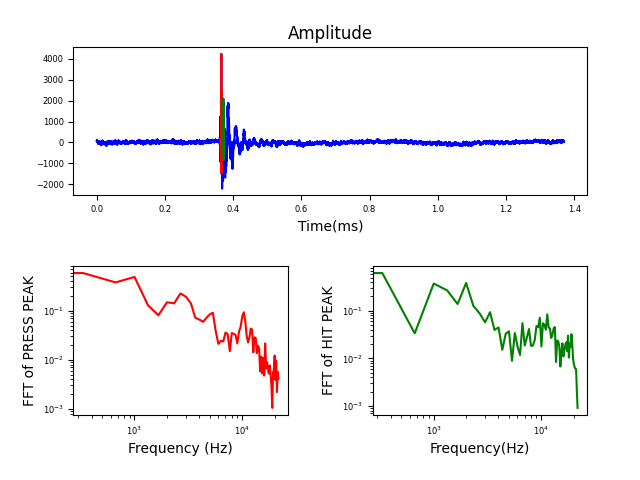 Amplitude
4000
3000
2000
1000
0
−1000
−2000
0.0 0.2 0.4 0.6 0.8 1.0 1.2 1.4
Time(ms)
FFT of PRESS PEAK
10⁻¹
10⁻²
10⁻³
10³ 10⁴
Frequency (Hz)
FFT of HIT PEAK
10⁻¹
10⁻²
10⁻³
10³ 10⁴
Frequency(Hz)